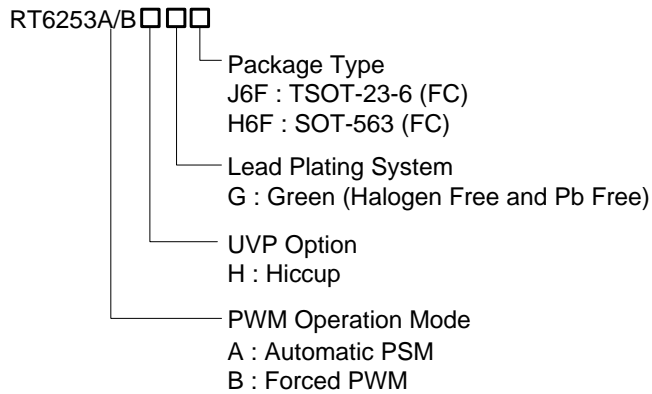 RT6253A/B□□□
Package Type
J6F : TSOT-23-6 (FC)
H6F : SOT-563 (FC)
Lead Plating System
G : Green (Halogen Free and Pb Free)
UVP Option
H : Hiccup
PWM Operation Mode
A : Automatic PSM
B : Forced PWM